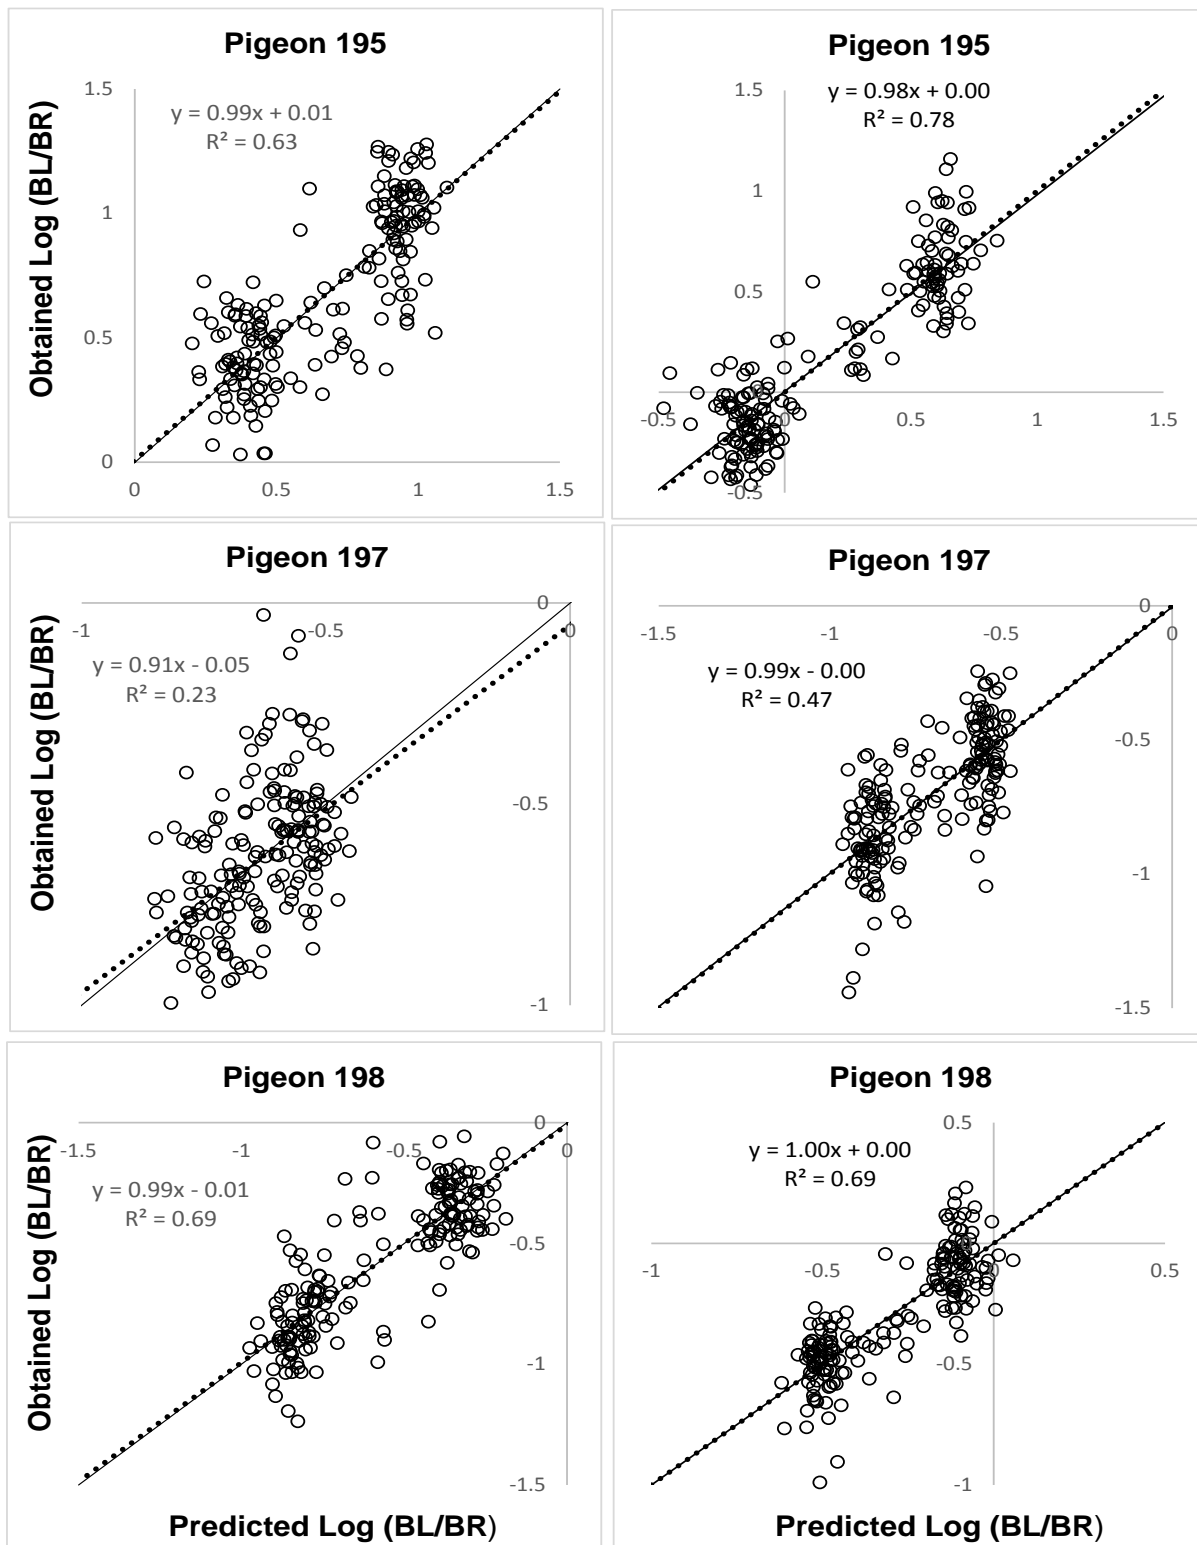 Pigeon 195
1.5
y = 0.99x + 0.01
R² = 0.63
1
0.5
0
0
0.5
1
1.5
Obtained Log (BL/BR)
Pigeon 195
1.5
y = 0.98x + 0.00
R² = 0.78
1
0.5
-0.5
0
0.5
1
1.5
-0.5
Pigeon 197
0
-1
-0.5
0
y = 0.91x - 0.05
R² = 0.23
-0.5
-1
Obtained Log (BL/BR)
Pigeon 197
0
-1.5
-1
-0.5
0
y = 0.99x - 0.00
R² = 0.47
-0.5
-1
-1.5
Pigeon 198
0
-1.5
-1
-0.5
0
y = 0.99x - 0.01
R² = 0.69
-0.5
-1
-1.5
Obtained Log (BL/BR)
Predicted Log (BL/BR)
Pigeon 198
0.5
y = 1.00x + 0.00
R² = 0.69
0
-1
-0.5
0
0.5
-0.5
-1
Predicted Log (BL/BR)